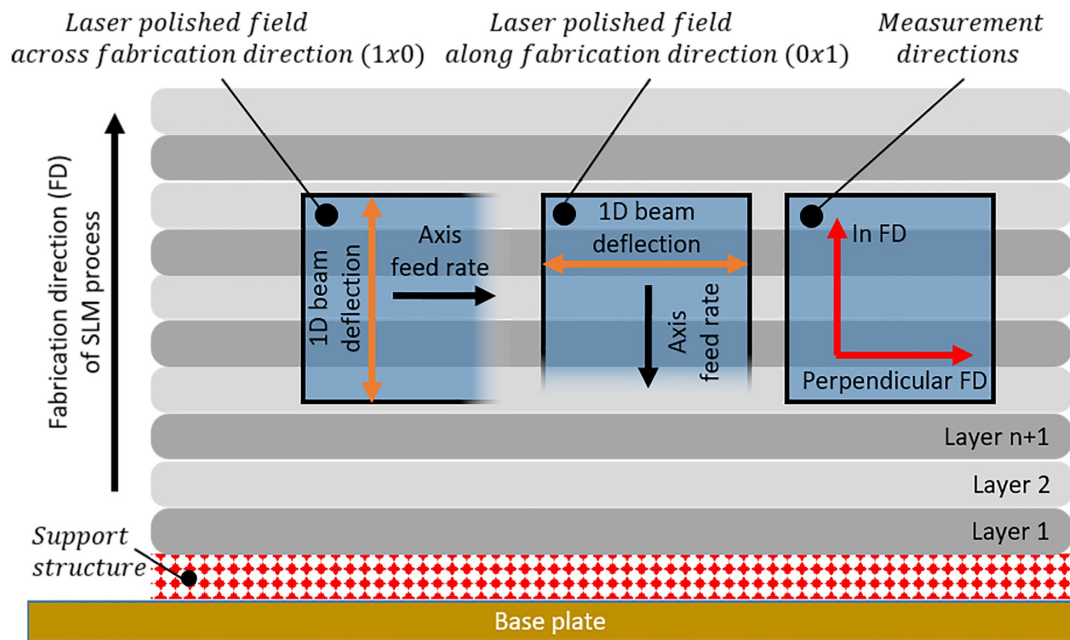 Laser polished field
across fabrication direction (1x0)
Laser polished field
along fabrication direction (0x1)
Measurement
directions
Fabrication direction (FD)
of SLM process
1D beam
deflection
Axis
feed rate
1D beam
deflection
Axis
feed rate
In FD
Perpendicular FD
Layer n+1
Layer 2
Layer 1
Support
structure
Base plate